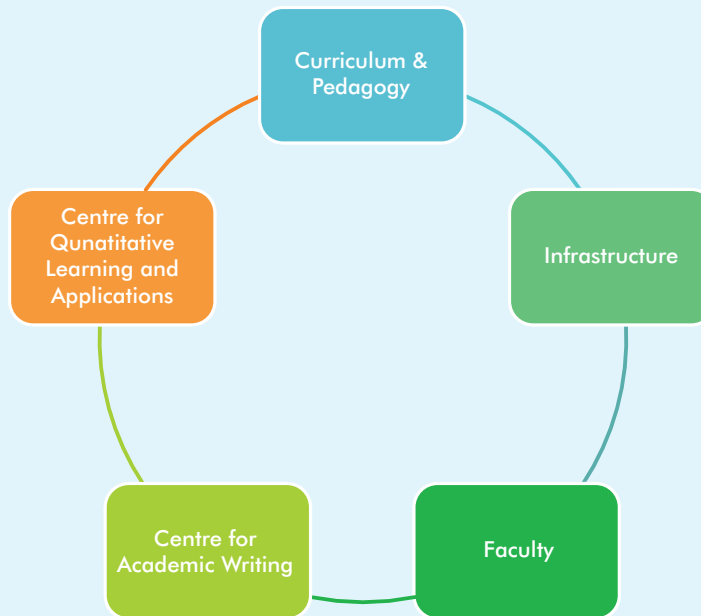 Curriculum &
Pedagogy
Centre for
Qunatitative
Learning and
Applications
Infrastructure
Centre for
Academic Writing
Faculty